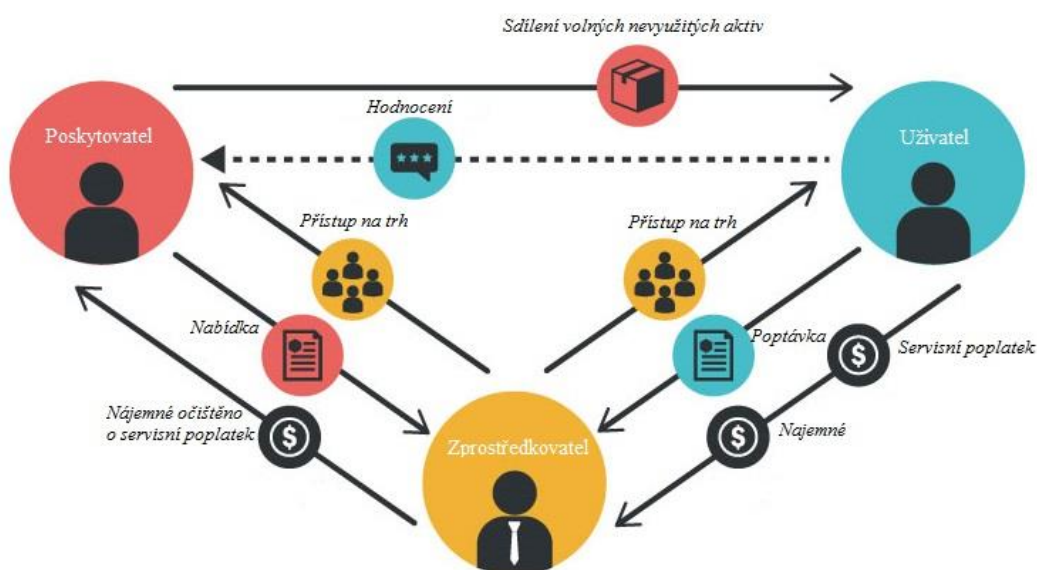 Sdílení volných nevyužitých aktiv
Hodnocení
Poskytovatel
Uživatel
Přístup na trh
Přístup na trh
Nabídka
Poptávka
Servisní poplatek
Nájemné očištěno
o servisní poplatek
Najemné
Zprostředkovatel